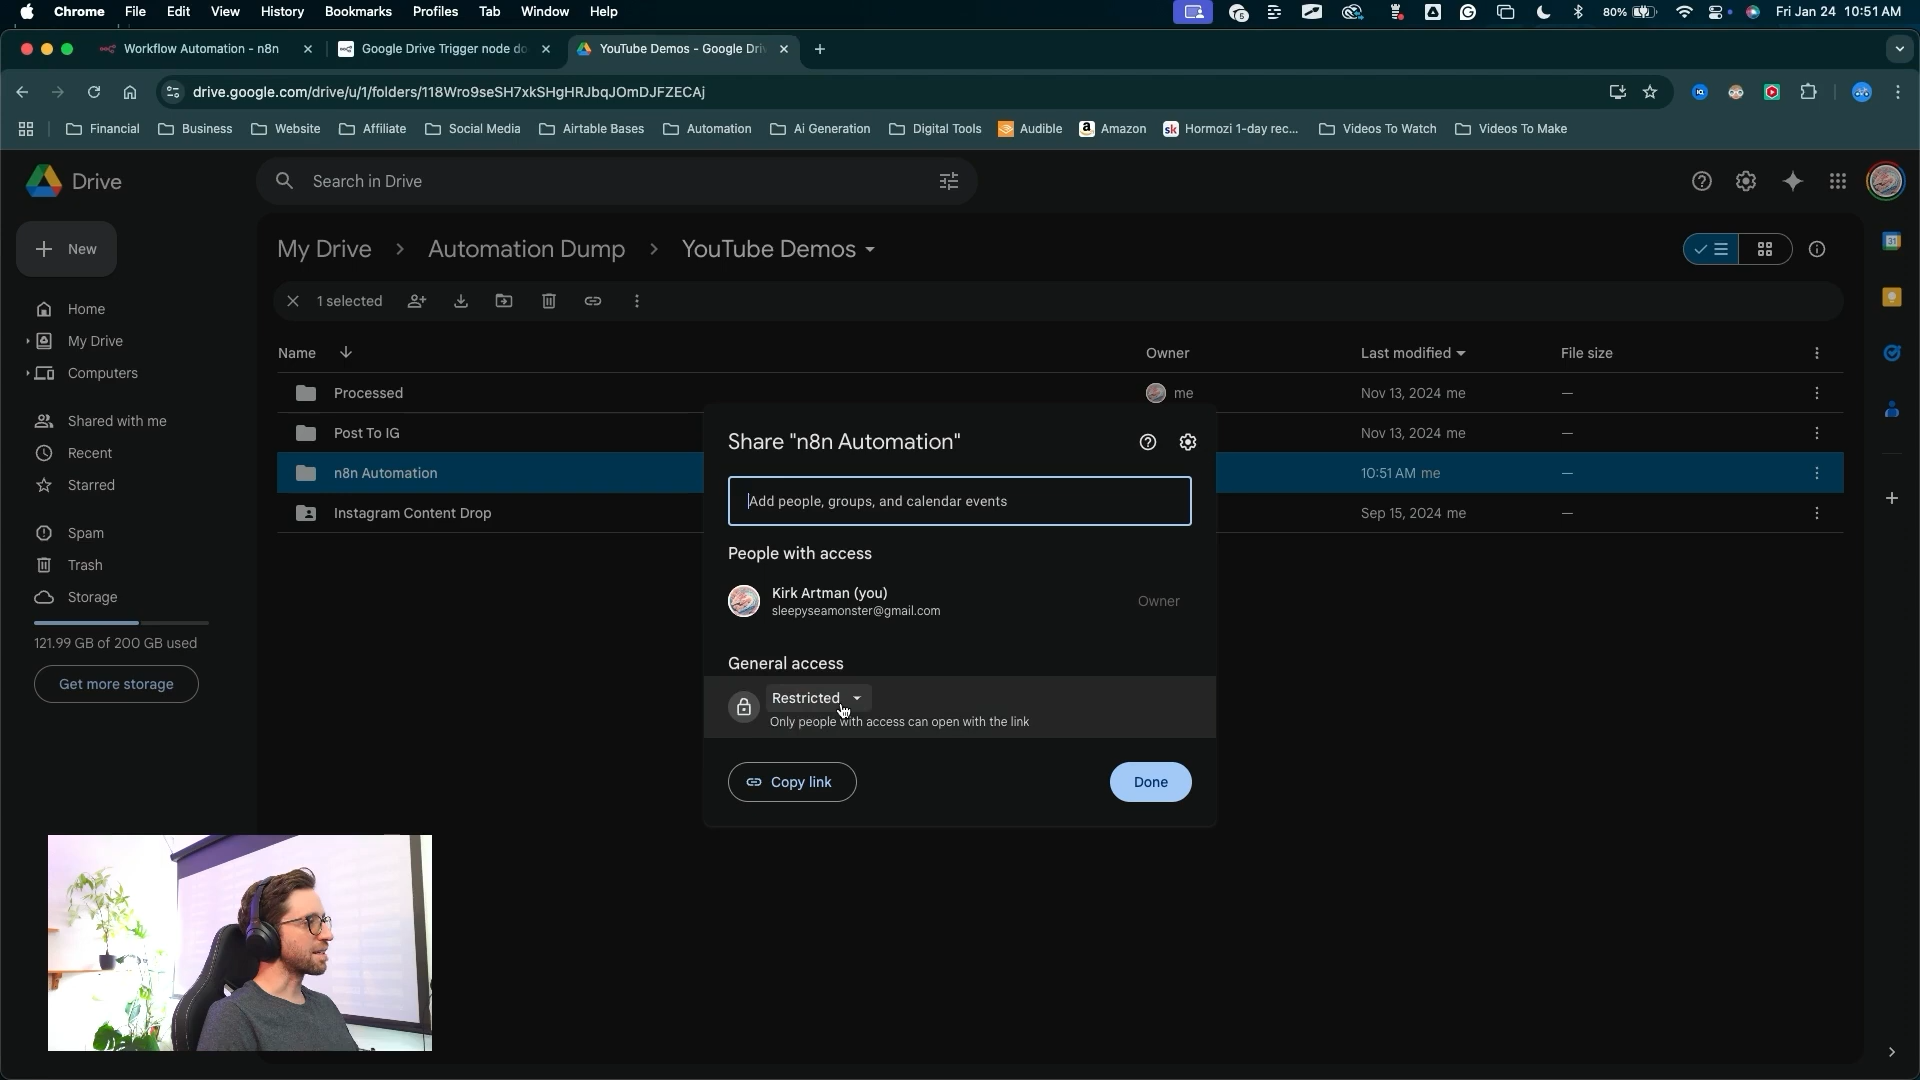 Chrome File Edit View History Bookmarks Profiles Tab Window Help 80% Fri Jan 24 10:51 AM
Workflow Automation - n8n Google Drive Trigger node do YouTube Demos - Google Dri
drive.google.com/drive/u/1/folders/118Wro9seSH7xkSHgHRJbqJOmDJFZECAj
Financial Business Website Affiliate Social Media Airtable Bases Automation Ai Generation Digital Tools Audible Amazon Hormozi 1-day rec... Videos To Watch Videos To Make
Drive
Search in Drive
New
Home
My Drive
Computers
Shared with me
Recent
Starred
Spam
Trash
Storage
121.99 GB of 200 GB used
Get more storage
My Drive > Automation Dump > YouTube Demos
1 selected
Name Owner Last modified File size
Processed me Nov 13, 2024 me —
Post To IG Nov 13, 2024 me —
n8n Automation 10:51 AM me —
Instagram Content Drop Sep 15, 2024 me —
Share "n8n Automation"
Add people, groups, and calendar events
People with access
Kirk Artman (you)
sleepyseamonster@gmail.com
Owner
General access
Restricted
Only people with access can open with the link
Copy link
Done